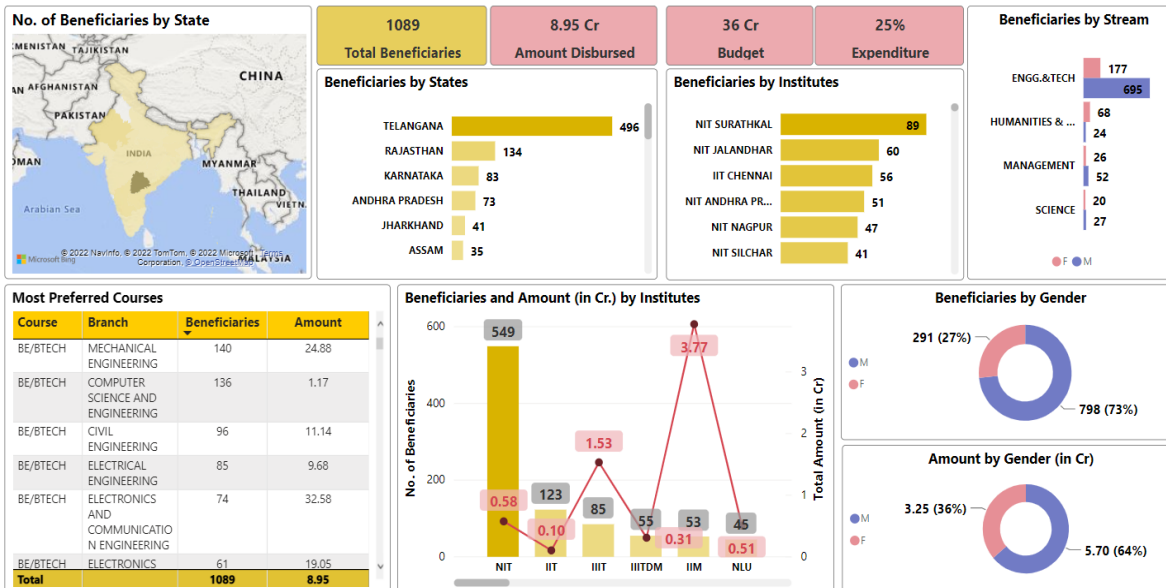 No. of Beneficiaries by State
MENISTAN
TAJIKISTAN
CHINA
AN
AFGHANISTAN
PAKISTAN
INDIA
OMAN
MYANMAR
THAILAND
VIETN.
Arabian Sea
MALAYSIA
© 2022 NavInfo, © 2022 TomTom, © 2022 Microsoft Terms
Corporation, © OpenStreetMap
Microsoft Bing
1089
Total Beneficiaries
8.95 Cr
Amount Disbursed
36 Cr
Budget
25%
Expenditure
Beneficiaries by States
TELANGANA 496
RAJASTHAN 134
KARNATAKA 83
ANDHRA PRADESH 73
JHARKHAND 41
ASSAM 35
Beneficiaries by Institutes
NIT SURATHKAL 89
NIT JALANDHAR 60
IIT CHENNAI 56
NIT ANDHRA PR... 51
NIT NAGPUR 47
NIT SILCHAR 41
Beneficiaries by Stream
177
ENGG.&TECH
695
68
HUMANITIES & ...
24
26
MANAGEMENT
52
20
SCIENCE
27
F M
Most Preferred Courses
Course Branch Beneficiaries Amount
BE/BTECH MECHANICAL 140 24.88
ENGINEERING
BE/BTECH COMPUTER 136 1.17
SCIENCE AND
ENGINEERING
BE/BTECH CIVIL 96 11.14
ENGINEERING
BE/BTECH ELECTRICAL 85 9.68
ENGINEERING
BE/BTECH ELECTRONICS 74 32.58
AND
COMMUNICATIO
N ENGINEERING
BE/BTECH ELECTRONICS 61 19.05
Total 1089 8.95
Beneficiaries and Amount (in Cr.) by Institutes
No. of Beneficiaries
600
400
200
0
549
123
85
55
53
45
0.58
0.10
1.53
0.31
3.77
0.51
NIT IIT IIIT IIITDM IIM NLU
3
2
1
0
Total Amount (in Cr)
Beneficiaries by Gender
291 (27%)
M
F
798 (73%)
Amount by Gender (in Cr)
3.25 (36%)
M
F
5.70 (64%)